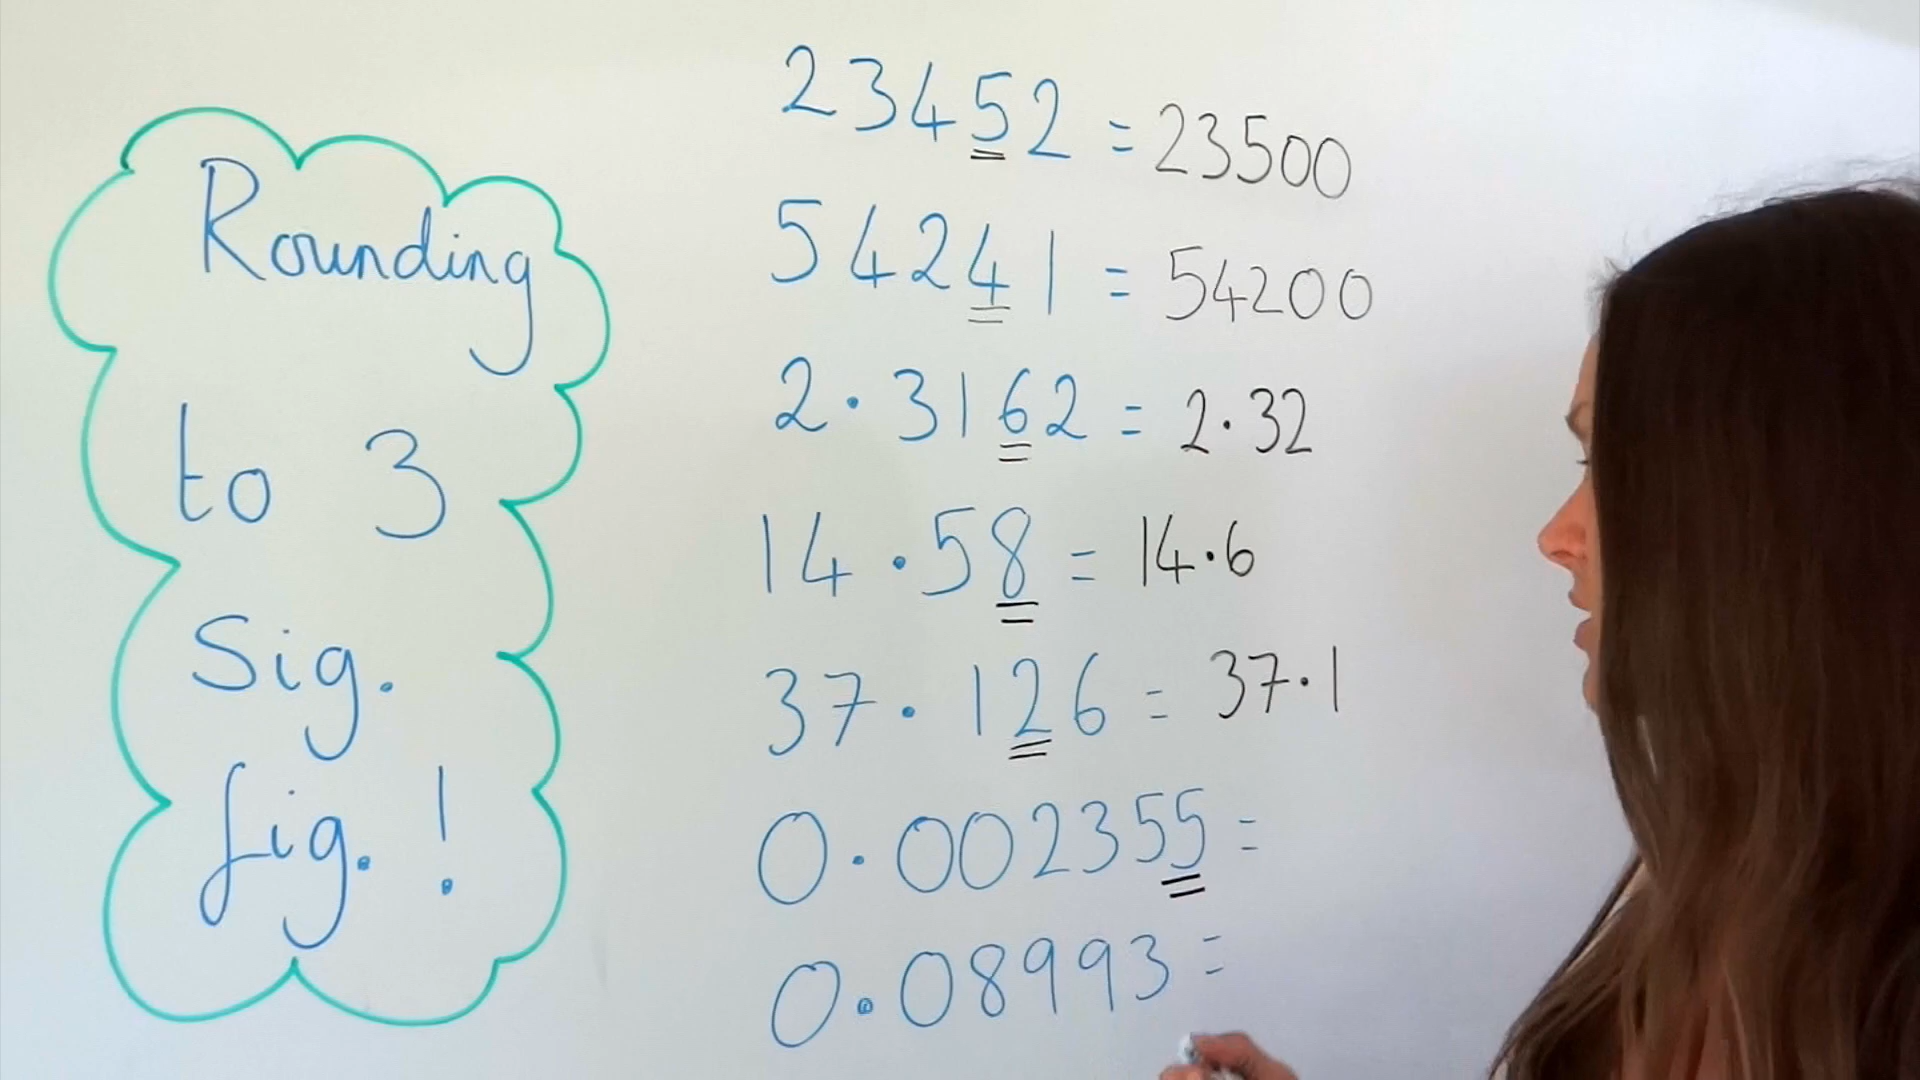 Rounding
to 3
Sig.
fig. !
23452 = 23500
54241 = 54200
2·3162 = 2·32
14·58 = 14·6
37·126 = 37·1
0·002355 =
0·08993 =